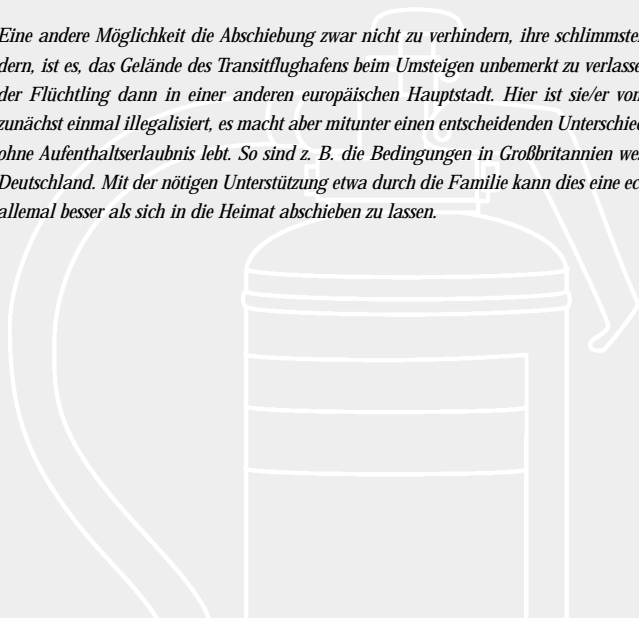 Eine andere Möglichkeit die Abschiebung zwar nicht zu verhindern, ihre schlimmste
dern, ist es, das Gelände des Transitflughafens beim Umsteigen unbemerkt zu verlasse
der Flüchtling dann in einer anderen europäischen Hauptstadt. Hier ist sie/er vor
zunächst einmal illegalisiert, es macht aber mitunter einen entscheidenden Unterschied
ohne Aufenthaltserlaubnis lebt. So sind z. B. die Bedingungen in Großbritannien we
Deutschland. Mit der nötigen Unterstützung etwa durch die Familie kann dies eine ec
allemal besser als sich in die Heimat abschieben zu lassen.